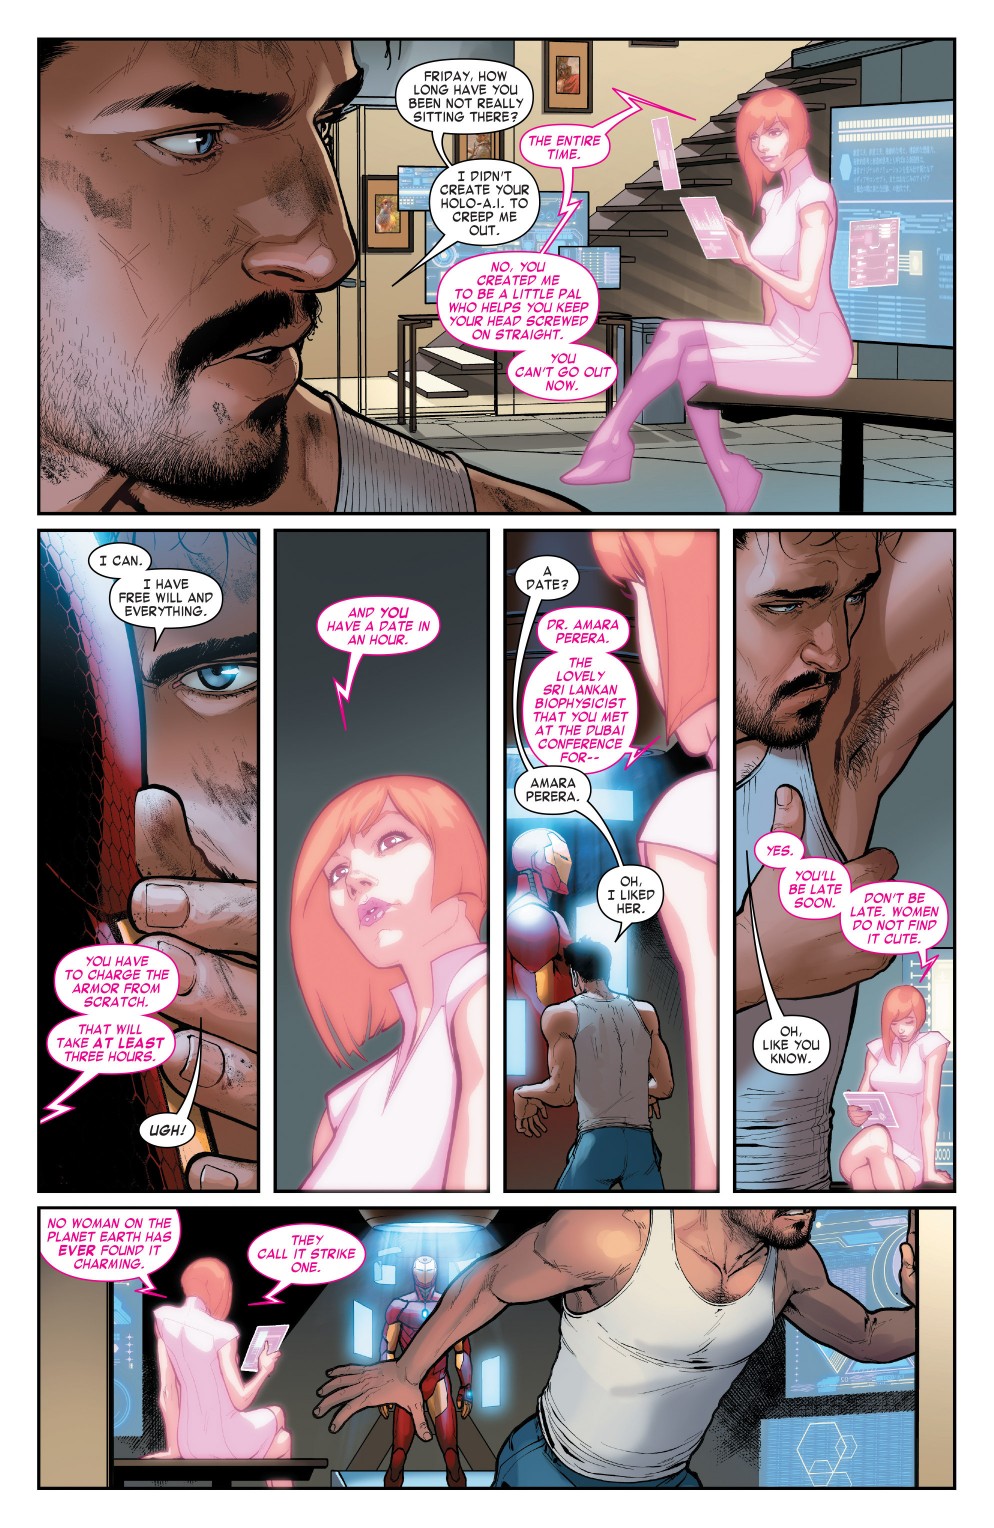 FRIDAY, HOW
LONG HAVE YOU
BEEN NOT REALLY
SITTING THERE?
THE ENTIRE
TIME.
I DIDN'T
CREATE YOUR
HOLO-A.I. TO
CREEP ME
OUT.
NO, YOU
CREATED ME
TO BE A LITTLE PAL
WHO HELPS YOU KEEP
YOUR HEAD SCREWED
ON STRAIGHT.
YOU
CAN'T GO OUT
NOW.
I CAN.
I HAVE
FREE WILL AND
EVERYTHING.
YOU HAVE
TO CHARGE THE
ARMOR FROM
SCRATCH.
THAT WILL
TAKE AT LEAST
THREE HOURS.
UGH!
AND YOU
HAVE A DATE IN
AN HOUR.
A
DATE?
DR. AMARA
PERERA.
THE
LOVELY
SRI LANKAN
BIOPHYSICIST
THAT YOU MET
AT THE DUBAI
CONFERENCE
FOR--
AMARA
PERERA.
OH,
I LIKED
HER.
YES.
YOU'LL
BE LATE
SOON.
DON'T BE
LATE. WOMEN
DO NOT FIND
IT CUTE.
OH,
LIKE YOU
KNOW.
NO WOMAN ON THE
PLANET EARTH HAS
EVER FOUND IT
CHARMING.
THEY
CALL IT STRIKE
ONE.